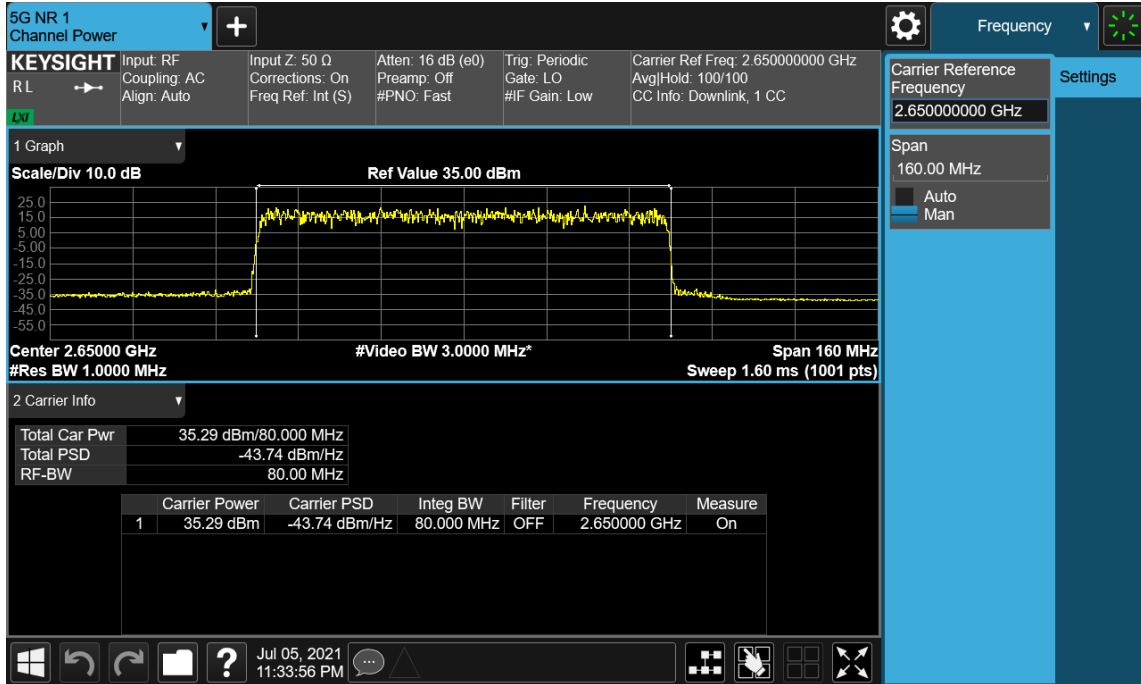 5G NR 1
Channel Power
+
Frequency
KEYSIGHT
R L
LXI
Input: RF
Coupling: AC
Align: Auto
Input Z: 50 Ω
Corrections: On
Freq Ref: Int (S)
Atten: 16 dB (e0)
Preamp: Off
#PNO: Fast
Trig: Periodic
Gate: LO
#IF Gain: Low
Carrier Ref Freq: 2.650000000 GHz
Avg|Hold: 100/100
CC Info: Downlink, 1 CC
Carrier Reference
Frequency
2.650000000 GHz
Settings
Span
160.00 MHz
Auto
Man
1 Graph
Scale/Div 10.0 dB
Ref Value 35.00 dBm
25.0
15.0
5.00
-5.00
-15.0
-25.0
-35.0
-45.0
-55.0
Center 2.65000 GHz
#Video BW 3.0000 MHz*
Span 160 MHz
#Res BW 1.0000 MHz
Sweep 1.60 ms (1001 pts)
2 Carrier Info
Total Car Pwr 35.29 dBm/80.000 MHz
Total PSD -43.74 dBm/Hz
RF-BW 80.00 MHz
Carrier Power Carrier PSD Integ BW Filter Frequency Measure
1 35.29 dBm -43.74 dBm/Hz 80.000 MHz OFF 2.650000 GHz On
?
Jul 05, 2021
11:33:56 PM